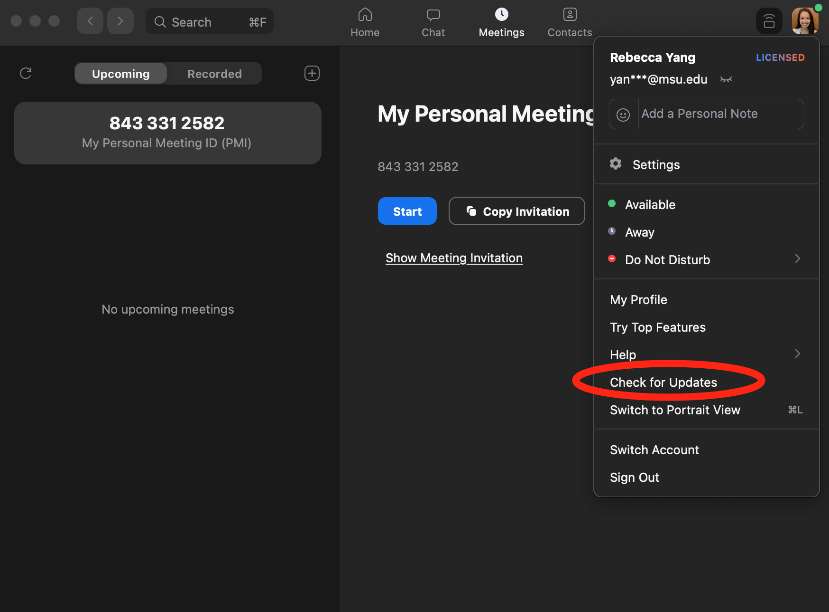 Search ⌘F
Home
Chat
Meetings
Contacts
Upcoming
Recorded
843 331 2582
My Personal Meeting ID (PMI)
No upcoming meetings
My Personal Meeting
843 331 2582
Start
Copy Invitation
Show Meeting Invitation
Rebecca Yang LICENSED
yan***@msu.edu
Add a Personal Note
Settings
Available
Away
Do Not Disturb
My Profile
Try Top Features
Help
Check for Updates
Switch to Portrait View ⌘L
Switch Account
Sign Out